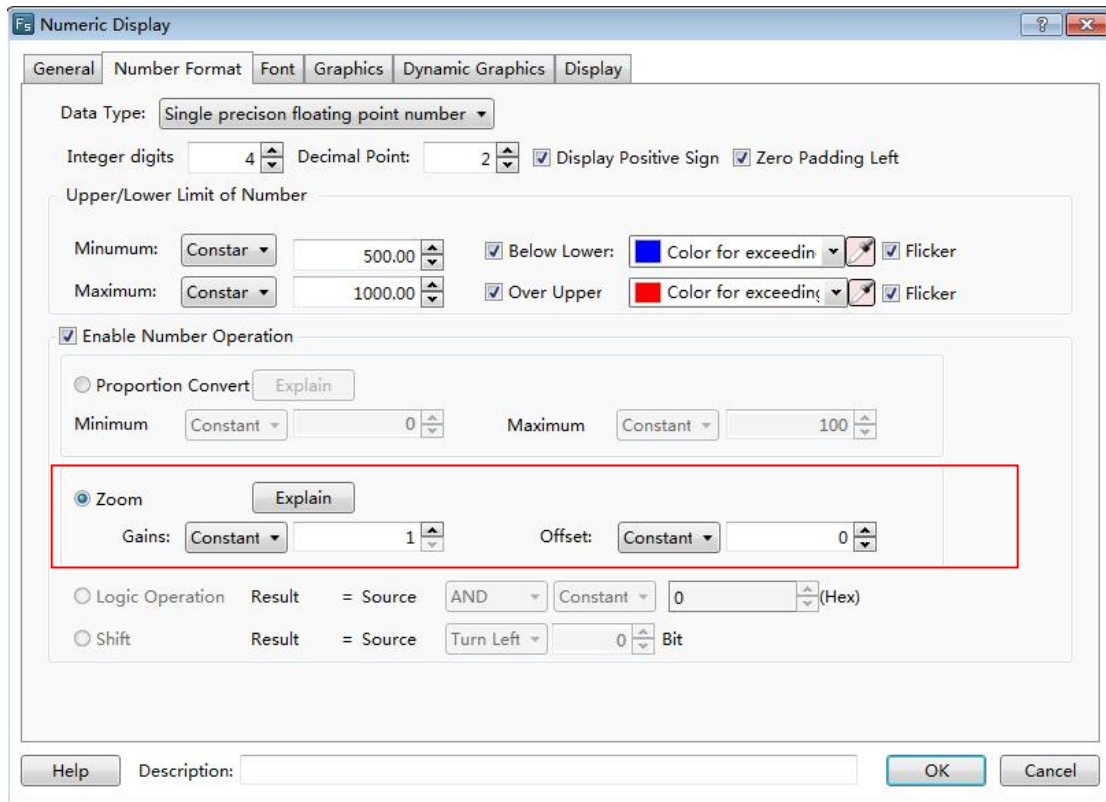 Fs Numeric Display
General Number Format Font Graphics Dynamic Graphics Display
Data Type: Single precison floating point number
Integer digits 4 Decimal Point: 2 Display Positive Sign Zero Padding Left
Upper/Lower Limit of Number
Minumum: Constar 500.00 Below Lower: Color for exceedin Flicker
Maximum: Constar 1000.00 Over Upper Color for exceeding Flicker
Enable Number Operation
Proportion Convert Explain
Minimum Constant 0 Maximum Constant 100
Zoom Explain
Gains: Constant 1 Offset: Constant 0
Logic Operation Result = Source AND Constant 0 (Hex)
Shift Result = Source Turn Left 0 Bit
Help Description: OK Cancel